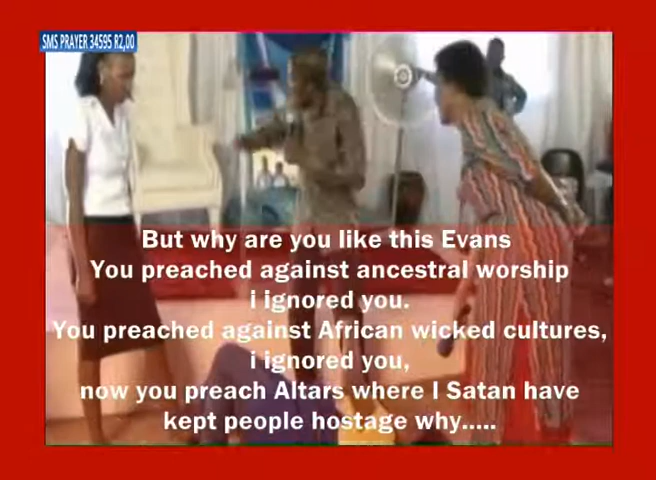 SMS PRAYER 34595 R2,00
But why are you like this Evans
You preached against ancestral worship
i ignored you.
You preached against African wicked cultures,
i ignored you,
now you preach Altars where I Satan have
kept people hostage why.....